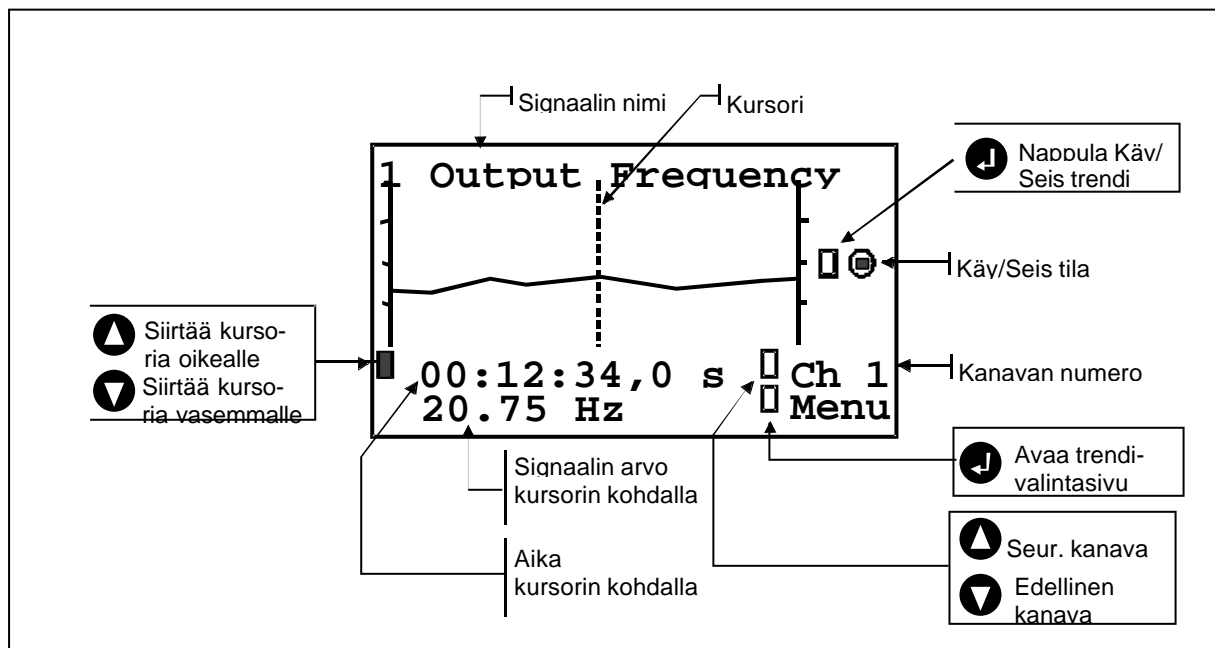 Signaalin nimi
Kursori
Nappula Käy/
Seis trendi
1 Output Frequency
Käy/Seis tila
Siirtää kurso-
ria oikealle
Siirtää kurso-
ria vasemmalle
00:12:34,0 s
Ch 1
20.75 Hz
Menu
Kanavan numero
Signaalin arvo
kursorin kohdalla
Avaa trendi-
valintasivu
Aika
kursorin kohdalla
Seur. kanava
Edellinen
kanava